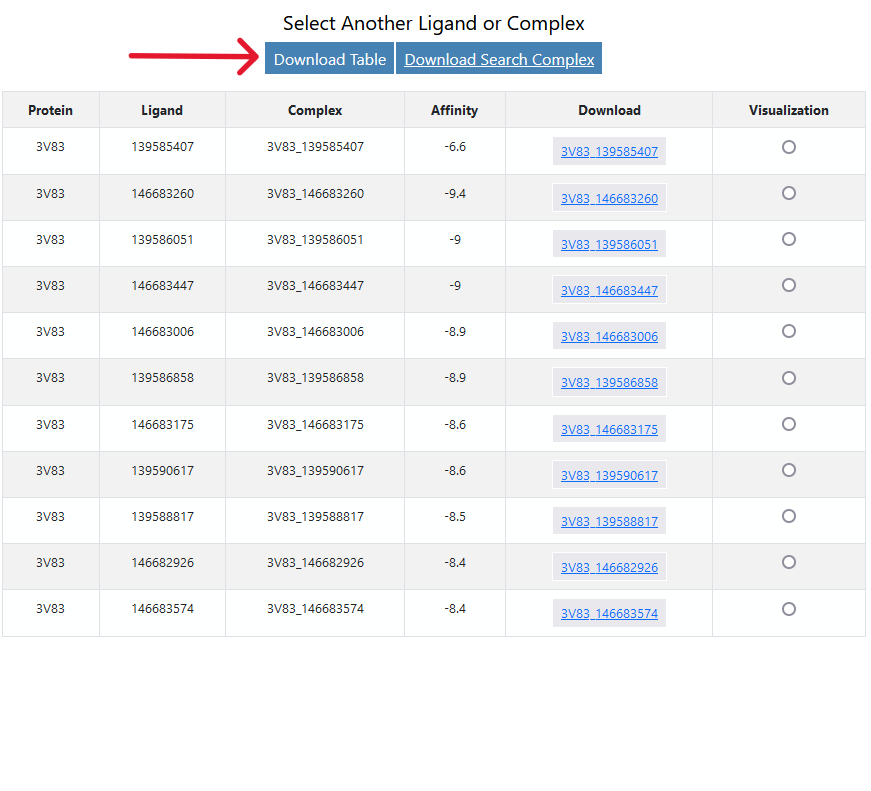 Select Another Ligand or Complex
Download Table Download Search Complex
Protein Ligand Complex Affinity Download Visualization
3V83 139585407 3V83_139585407 -6.6 3V83_139585407
3V83 146683260 3V83_146683260 -9.4 3V83_146683260
3V83 139586051 3V83_139586051 -9 3V83_139586051
3V83 146683447 3V83_146683447 -9 3V83_146683447
3V83 146683006 3V83_146683006 -8.9 3V83_146683006
3V83 139586858 3V83_139586858 -8.9 3V83_139586858
3V83 146683175 3V83_146683175 -8.6 3V83_146683175
3V83 139590617 3V83_139590617 -8.6 3V83_139590617
3V83 139588817 3V83_139588817 -8.5 3V83_139588817
3V83 146682926 3V83_146682926 -8.4 3V83_146682926
3V83 146683574 3V83_146683574 -8.4 3V83_146683574